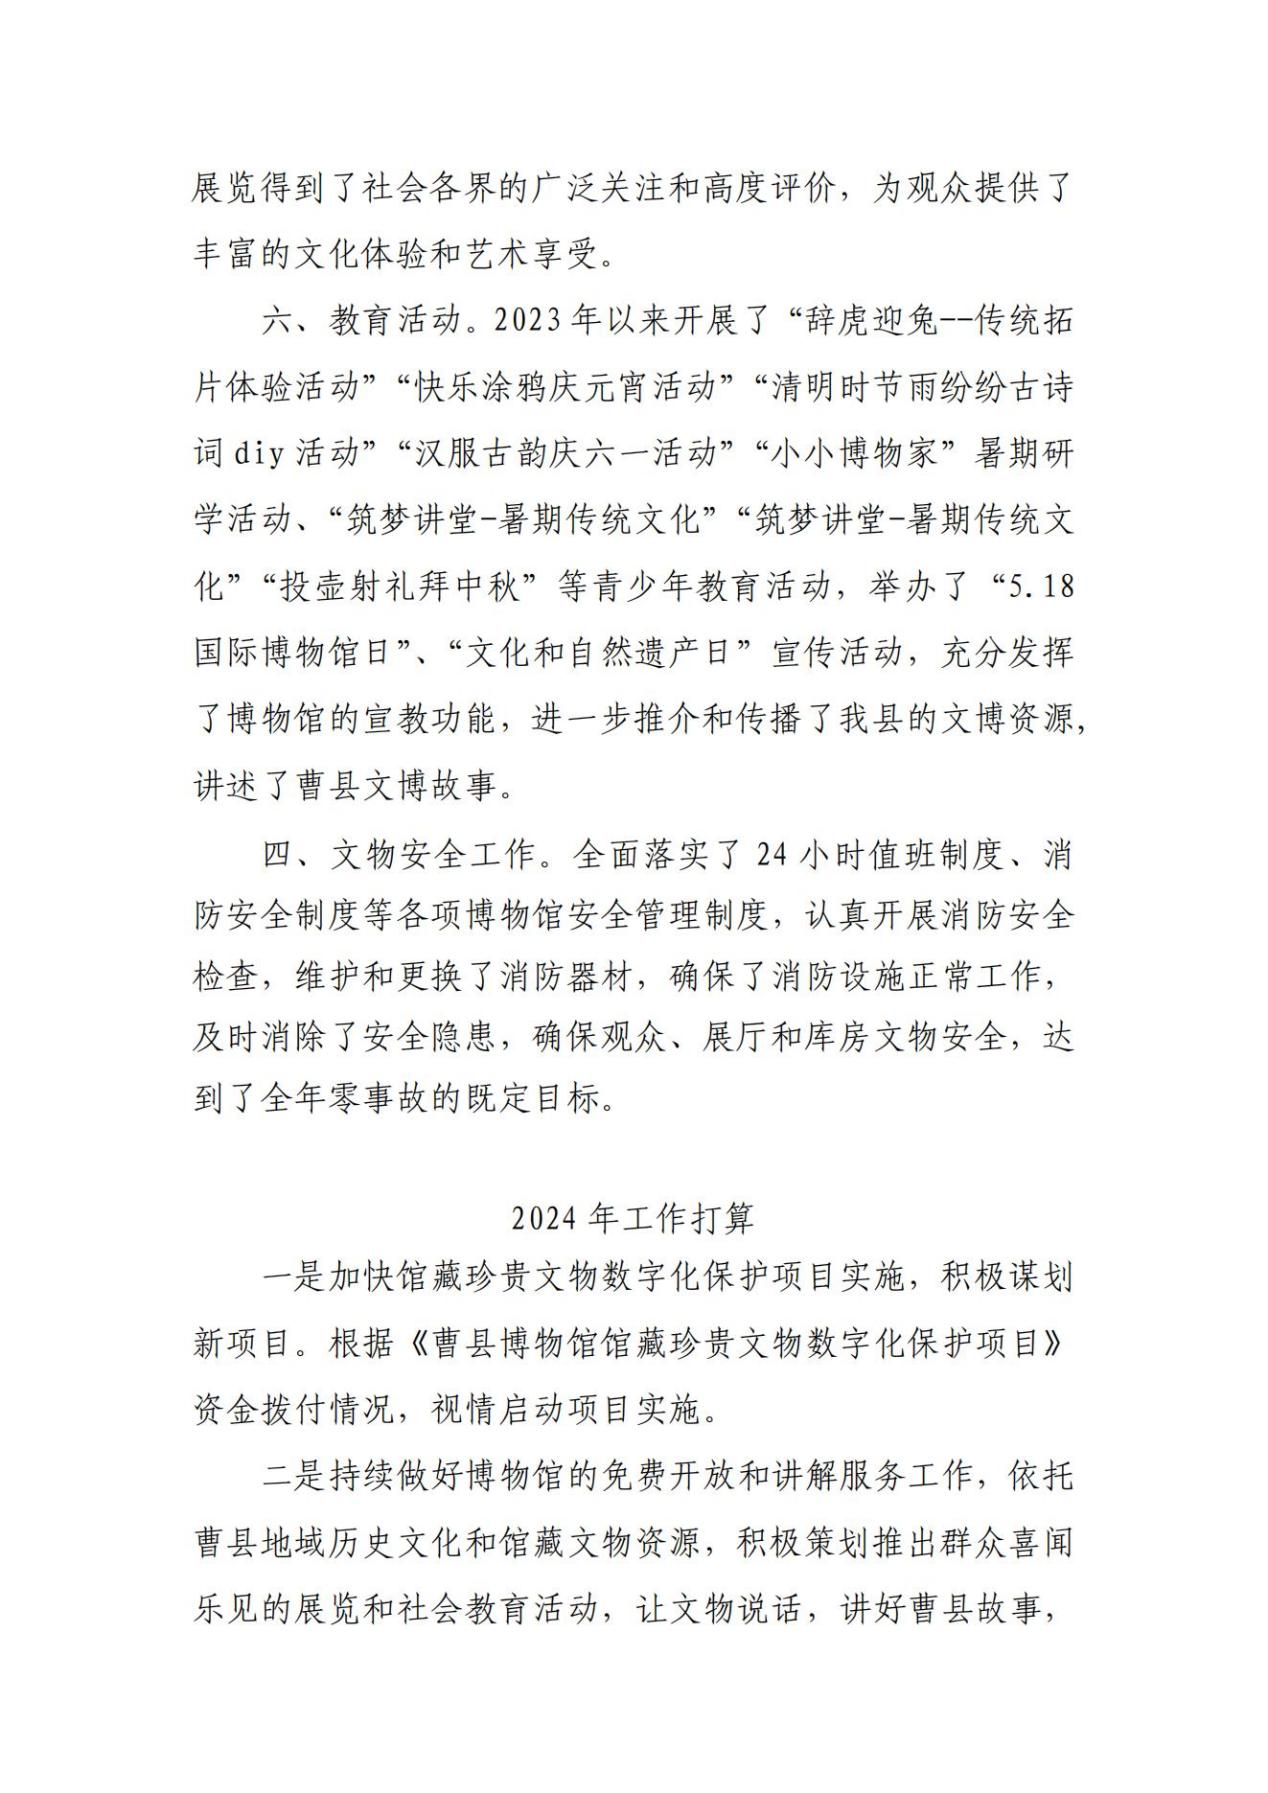 展览得到了社会各界的广泛关注和高度评价，为观众提供了
丰富的文化体验和艺术享受。
六、教育活动。2023年以来开展了“辞虎迎兔--传统拓
片体验活动”“快乐涂鸦庆元宵活动”“清明时节雨纷纷古诗
词diy活动”“汉服古韵庆六一活动”“小小博物家”暑期研
学活动、“筑梦讲堂-暑期传统文化”“筑梦讲堂-暑期传统文
化”“投壶射礼拜中秋”等青少年教育活动，举办了“5.18
国际博物馆日”、“文化和自然遗产日”宣传活动，充分发挥
了博物馆的宣教功能，进一步推介和传播了我县的文博资源，
讲述了曹县文博故事。
四、文物安全工作。全面落实了24小时值班制度、消
防安全制度等各项博物馆安全管理制度，认真开展消防安全
检查，维护和更换了消防器材，确保了消防设施正常工作，
及时消除了安全隐患，确保观众、展厅和库房文物安全，达
到了全年零事故的既定目标。
2024年工作打算
一是加快馆藏珍贵文物数字化保护项目实施，积极谋划
新项目。根据《曹县博物馆馆藏珍贵文物数字化保护项目》
资金拨付情况，视情启动项目实施。
二是持续做好博物馆的免费开放和讲解服务工作，依托
曹县地域历史文化和馆藏文物资源，积极策划推出群众喜闻
乐见的展览和社会教育活动，让文物说话，讲好曹县故事，